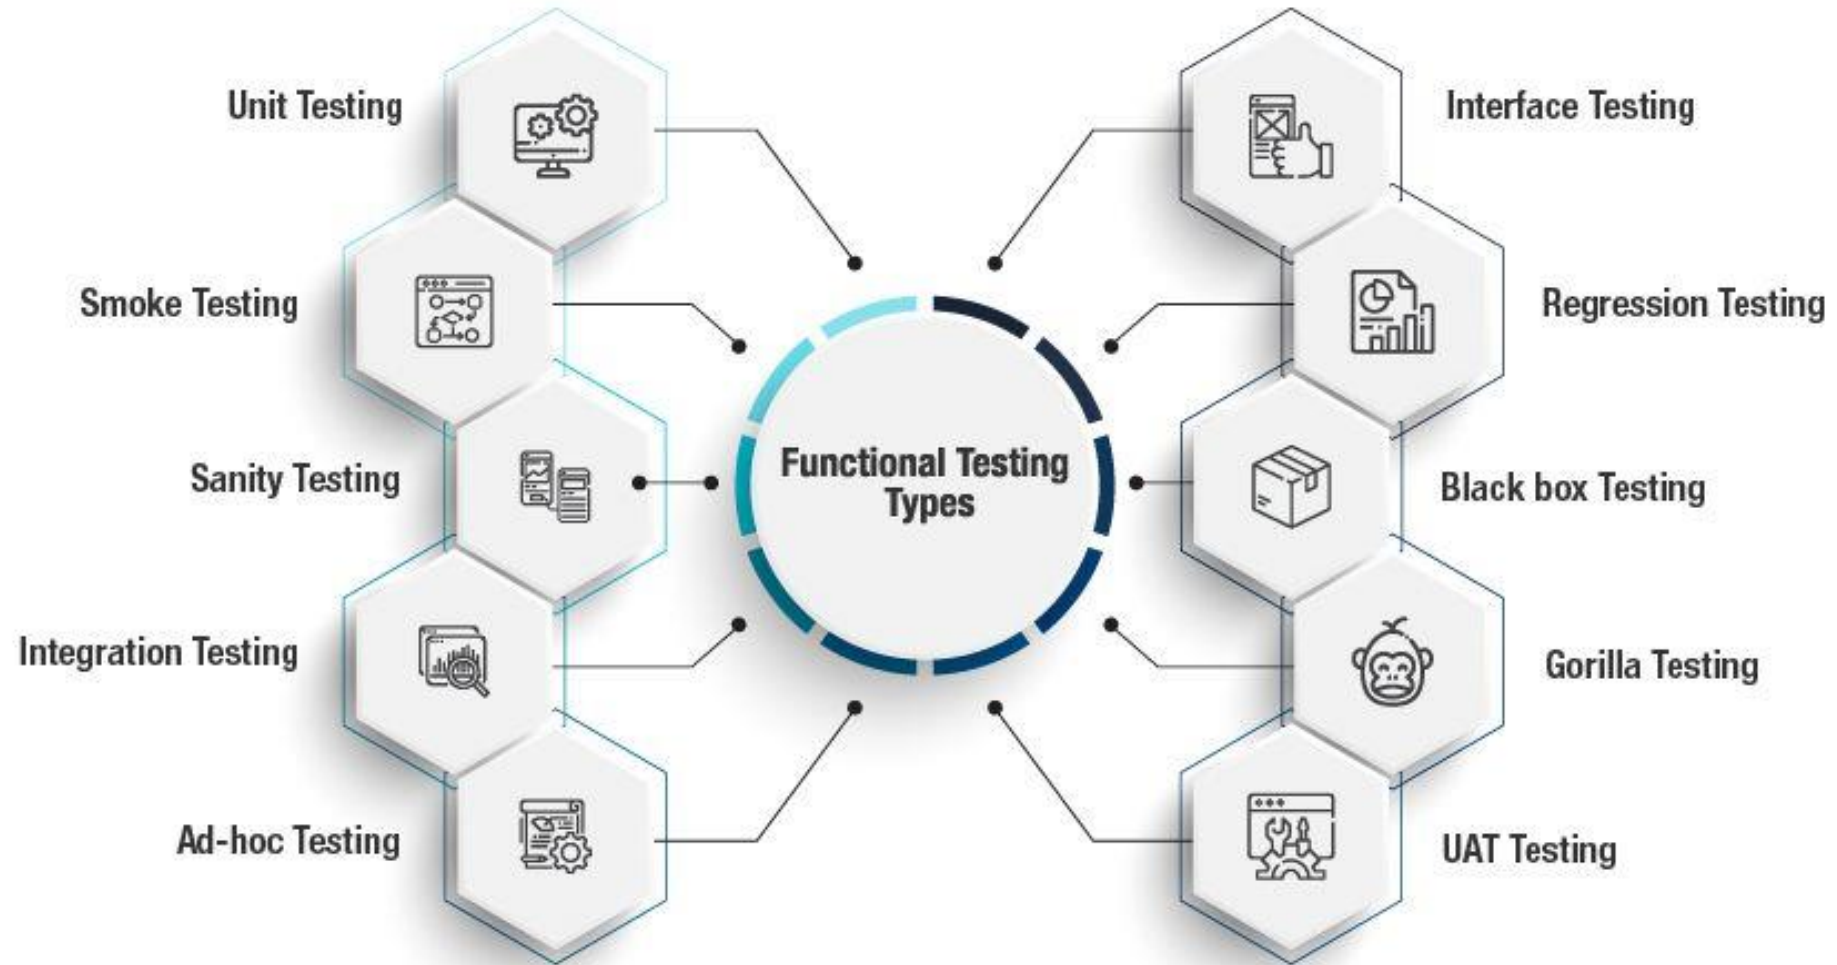 Unit Testing
Smoke Testing
Sanity Testing
Integration Testing
Ad-hoc Testing
Functional Testing
Types
Interface Testing
Regression Testing
Black box Testing
Gorilla Testing
UAT Testing